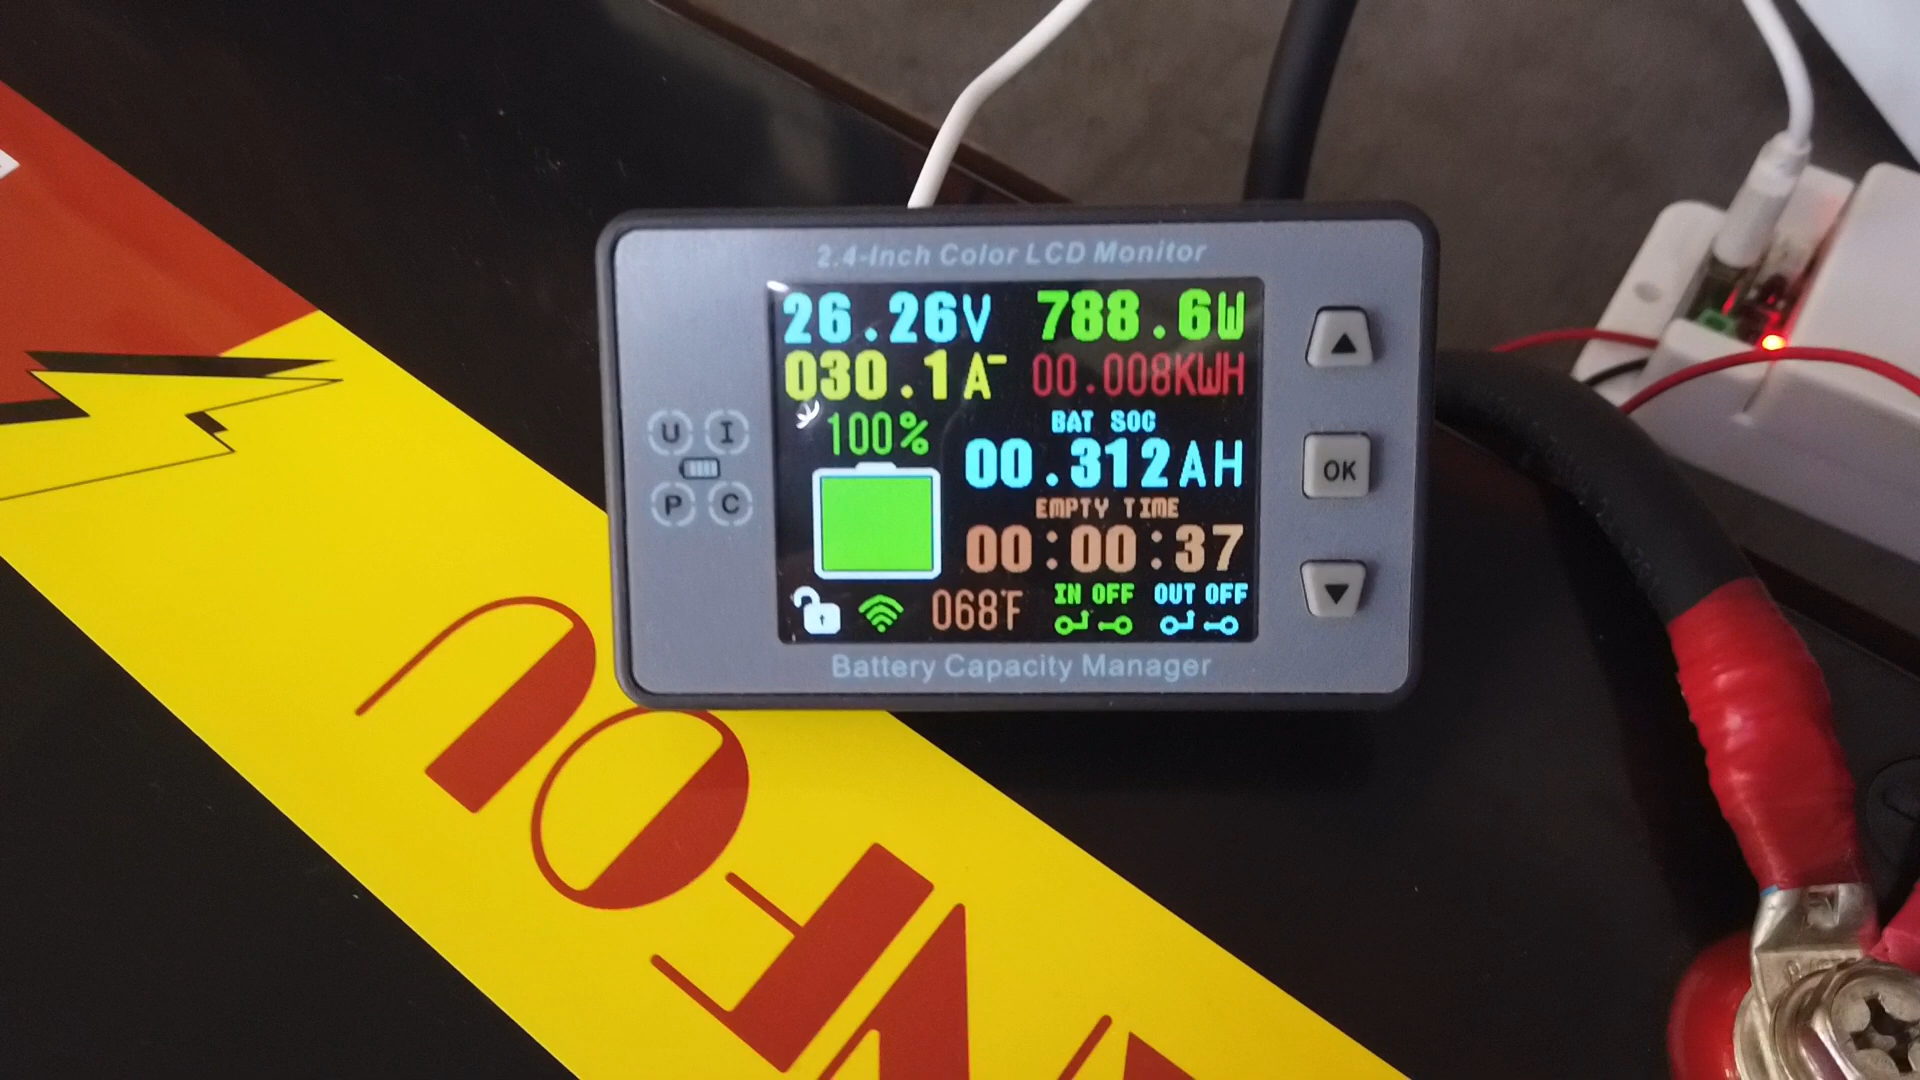 2.4-Inch Color LCD Monitor
26.26V 788.6W
030.1A- 00.008KWH
100% BAT SOC
00.312AH
EMPTY TIME
00:00:37
068°F IN OFF OUT OFF
U I
P C
OK
Battery Capacity Manager